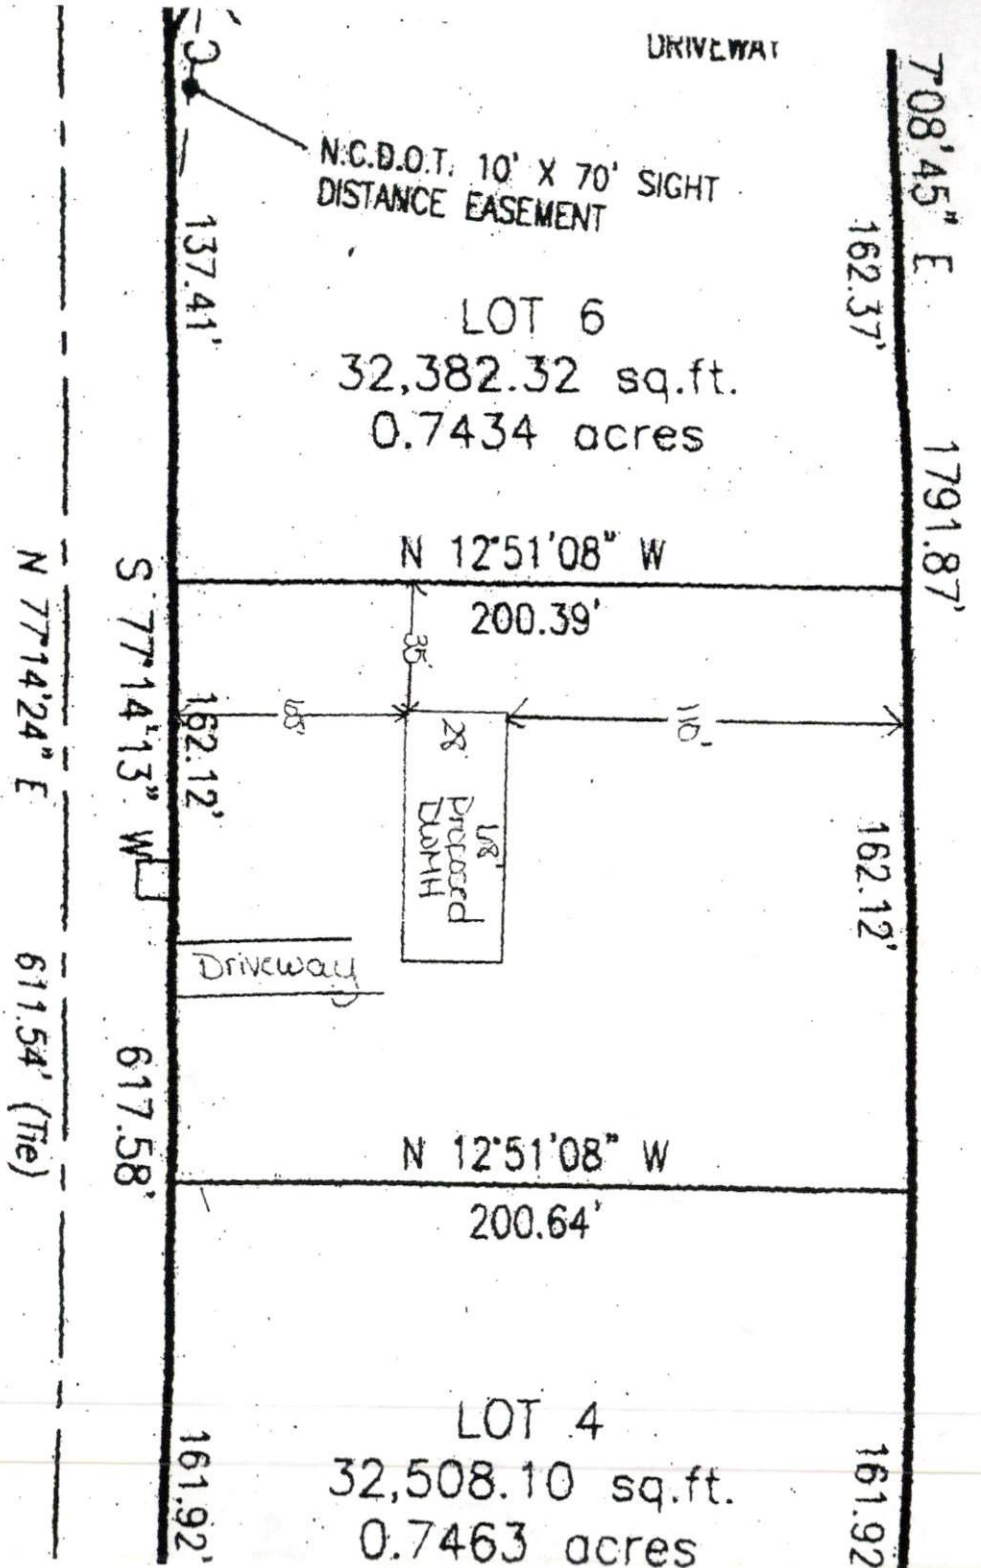 DRIVEWAY
N.C.D.O.T. 10' X 70' SIGHT
DISTANCE EASEMENT
LOT 6
32,382.32 sq.ft.
0.7434 acres
N 12°51'08" W
200.39'
35'
28'
68'
Proposed
DWMH
110'
Driveway
N 12°51'08" W
200.64'
LOT 4
32,508.10 sq.ft.
0.7463 acres
137.41'
162.12'
161.92'
S 77°14'13" W
617.58'
N 77°14'24" E
611.54' (Tie)
7°08'45" E
1791.87'
162.37'
162.12'
161.92